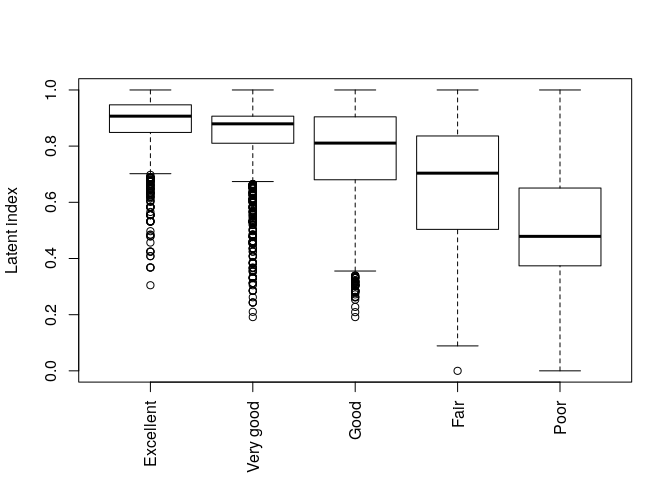 Latent Index
1.0
0.8
0.6
0.4
0.2
0.0
Excellent
Very good
Good
Fair
Poor